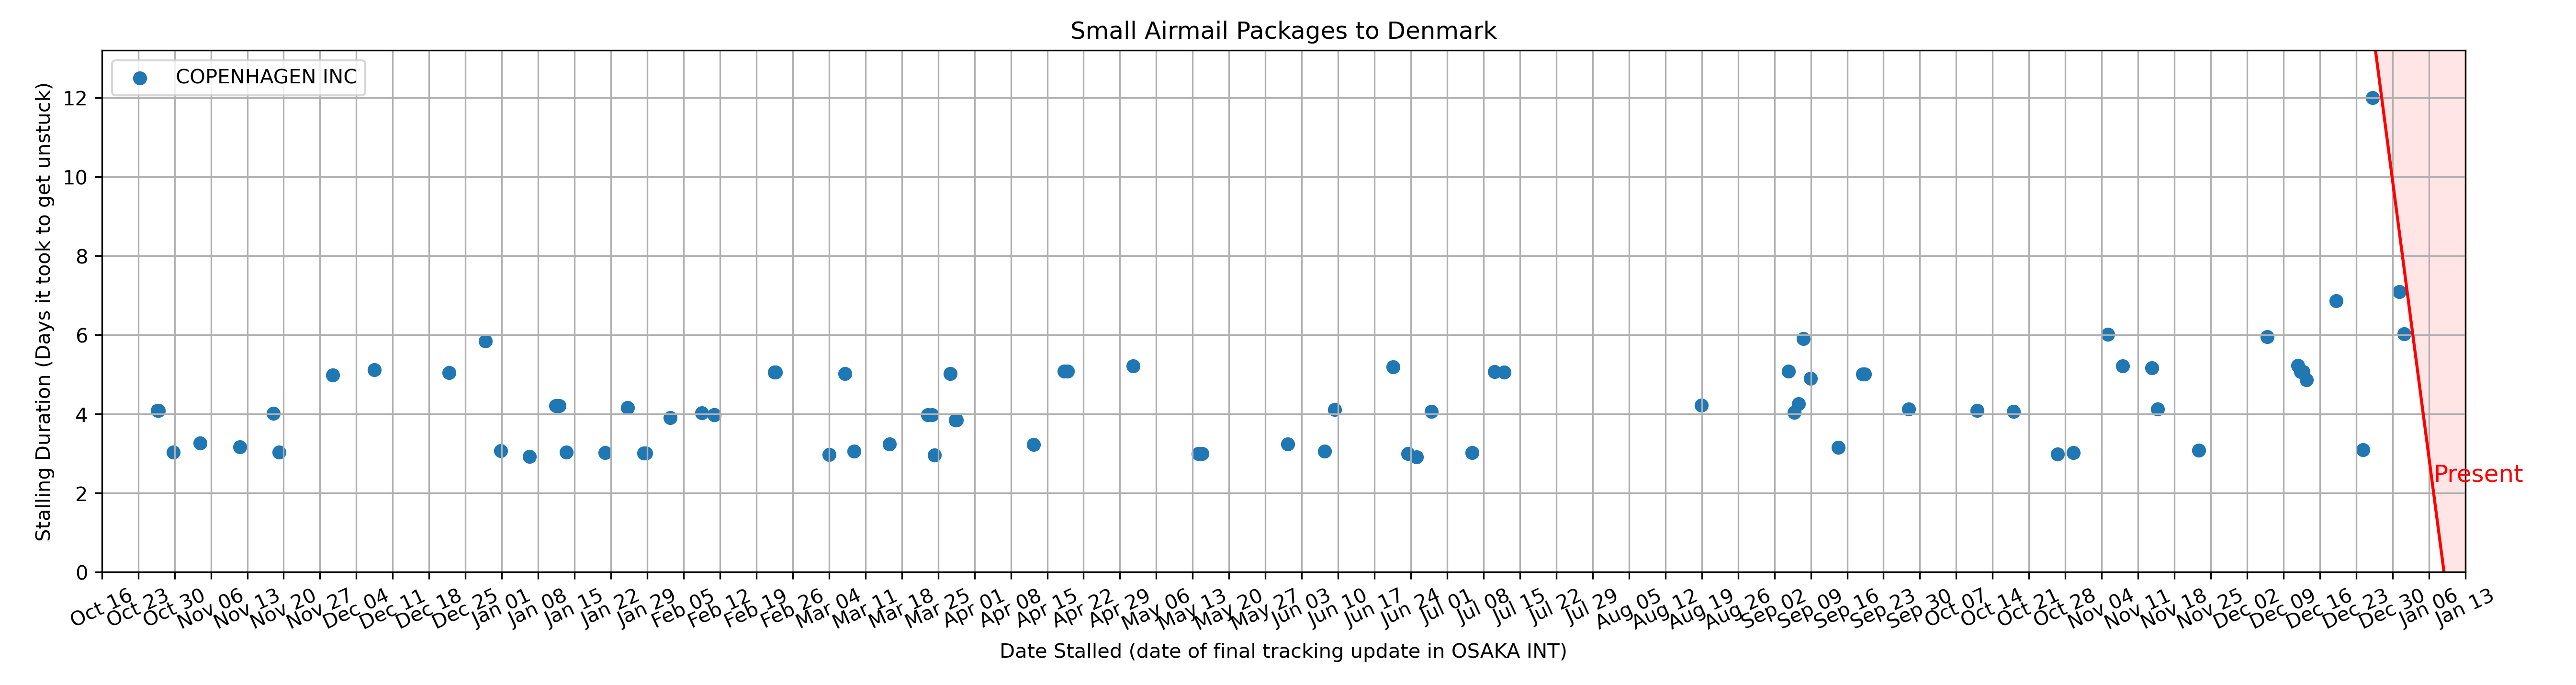 Small Airmail Packages to Denmark
COPENHAGEN INC
Stalling Duration (Days it took to get unstuck)
12
10
8
6
4
2
0
Present
Oct 16 Oct 23 Oct 30 Nov 06 Nov 13 Nov 20 Nov 27 Dec 04 Dec 11 Dec 18 Dec 25 Jan 01 Jan 08 Jan 15 Jan 22 Jan 29 Feb 05 Feb 12 Feb 19 Feb 26 Mar 04 Mar 11 Mar 18 Mar 25 Apr 01 Apr 08 Apr 15 Apr 22 Apr 29 May 06 May 13 May 20 May 27 Jun 03 Jun 10 Jun 17 Jun 24 Jul 01 Jul 08 Jul 15 Jul 22 Jul 29 Aug 05 Aug 12 Aug 19 Aug 26 Sep 02 Sep 09 Sep 16 Sep 23 Sep 30 Oct 07 Oct 14 Oct 21 Oct 28 Nov 04 Nov 11 Nov 18 Nov 25 Dec 02 Dec 09 Dec 16 Dec 23 Dec 30 Jan 06 Jan 13
Date Stalled (date of final tracking update in OSAKA INT)